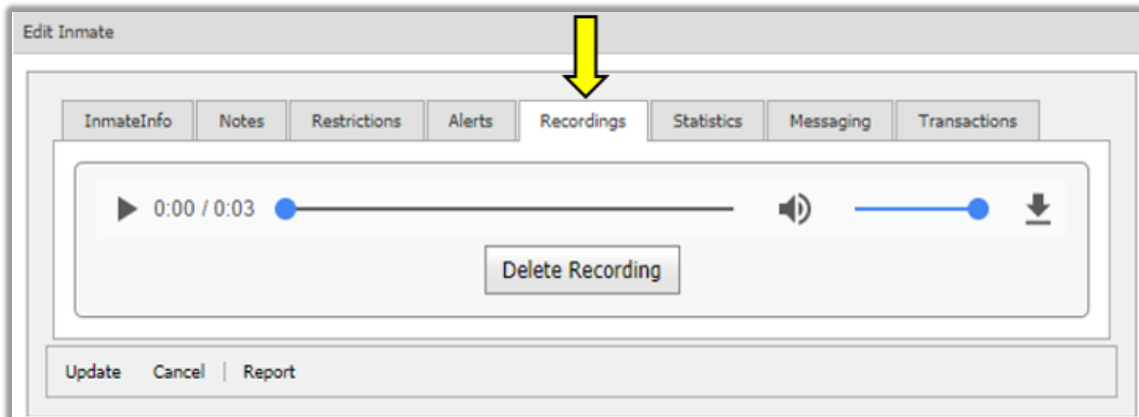 Edit Inmate
InmateInfo Notes Restrictions Alerts Recordings Statistics Messaging Transactions
0:00 / 0:03
Delete Recording
Update Cancel | Report